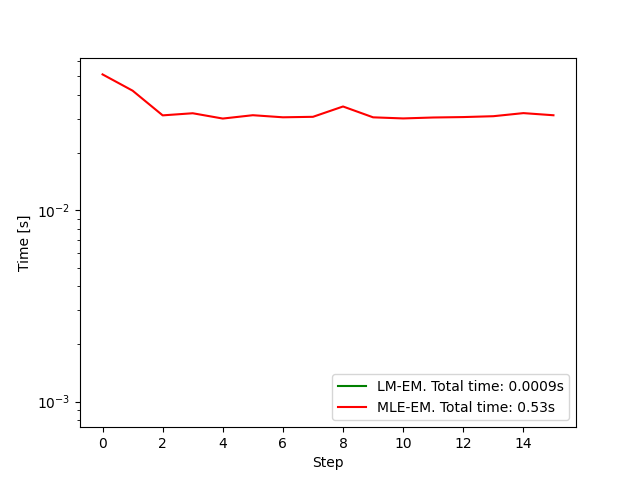 Time [s]
10⁻²
10⁻³
0 2 4 6 8 10 12 14
Step
LM-EM. Total time: 0.0009s
MLE-EM. Total time: 0.53s